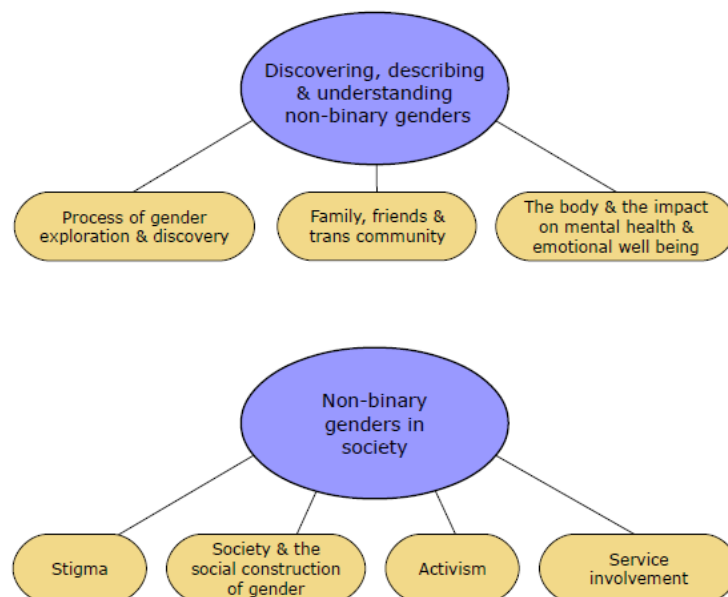 Discovering, describing
& understanding
non-binary genders
Process of gender
exploration & discovery
Family, friends &
trans community
The body & the impact
on mental health &
emotional well being
Non-binary
genders in
society
Stigma
Society & the
social construction
of gender
Activism
Service
involvement